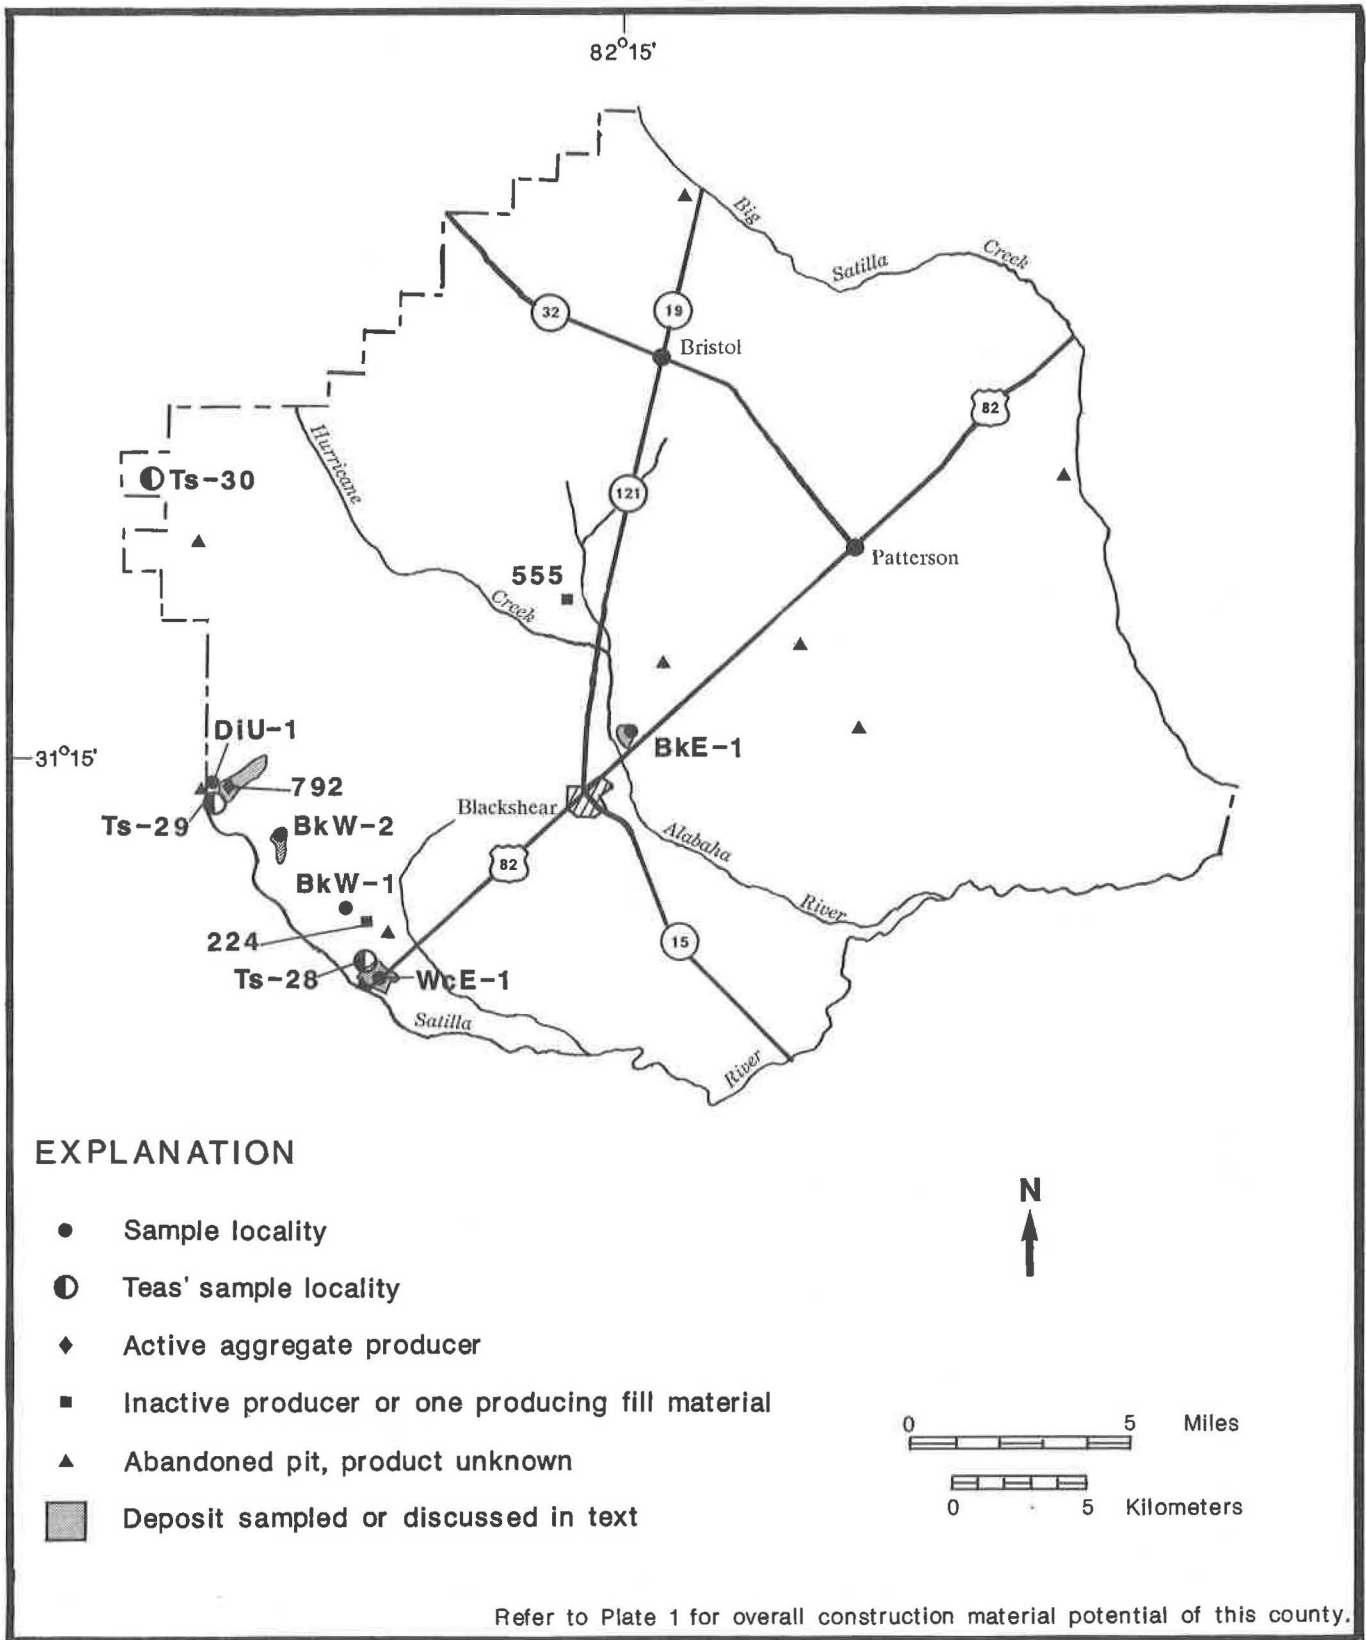 82°15'
Big
Satilla
Creek
32
19
Bristol
82
Hurricane
Ts-30
121
Patterson
555
Creek
DiU-1
BkE-1
31°15'
792
Blackshear
Ts-29
BkW-2
Alabaha
82
BkW-1
River
224
15
Ts-28
WcE-1
Satilla
River
EXPLANATION
N
Sample locality
Teas' sample locality
Active aggregate producer
Inactive producer or one producing fill material
0 5 Miles
Abandoned pit, product unknown
0 5 Kilometers
Deposit sampled or discussed in text
Refer to Plate 1 for overall construction material potential of this county.